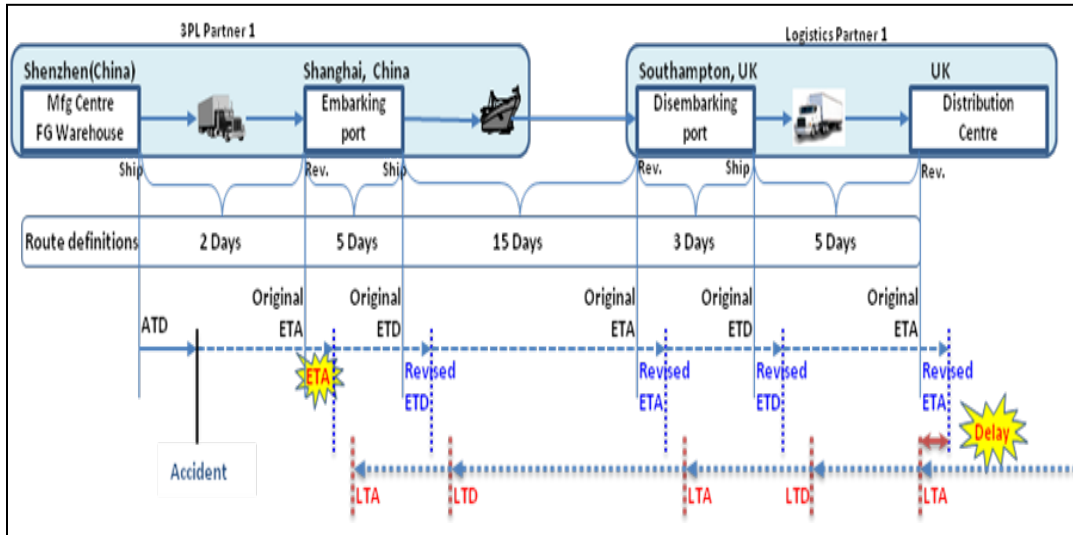 3PL Partner 1
Logistics Partner 1
Shenzhen(China)
Shanghai, China
Southampton, UK
UK
Mfg Centre
FG Warehouse
Embarking
port
Disembarking
port
Distribution
Centre
Ship
Rev.
Ship
Rev.
Ship
Rev.
Route definitions
2 Days
5 Days
15 Days
3 Days
5 Days
ATD
Original
ETA
Original
ETD
Original
ETA
Original
ETD
Original
ETA
ETA
Revised
ETD
Revised
ETA
Revised
ETD
Revised
ETA
Delay
Accident
LTA
LTD
LTA
LTD
LTA